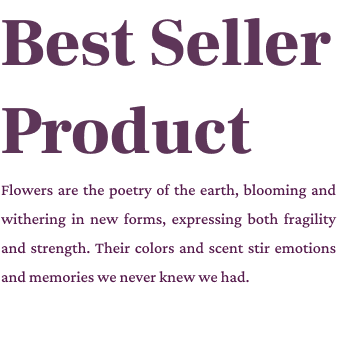 Best Seller
Product
Flowers are the poetry of the earth, blooming and
withering in new forms, expressing both fragility
and strength. Their colors and scent stir emotions
and memories we never knew we had.